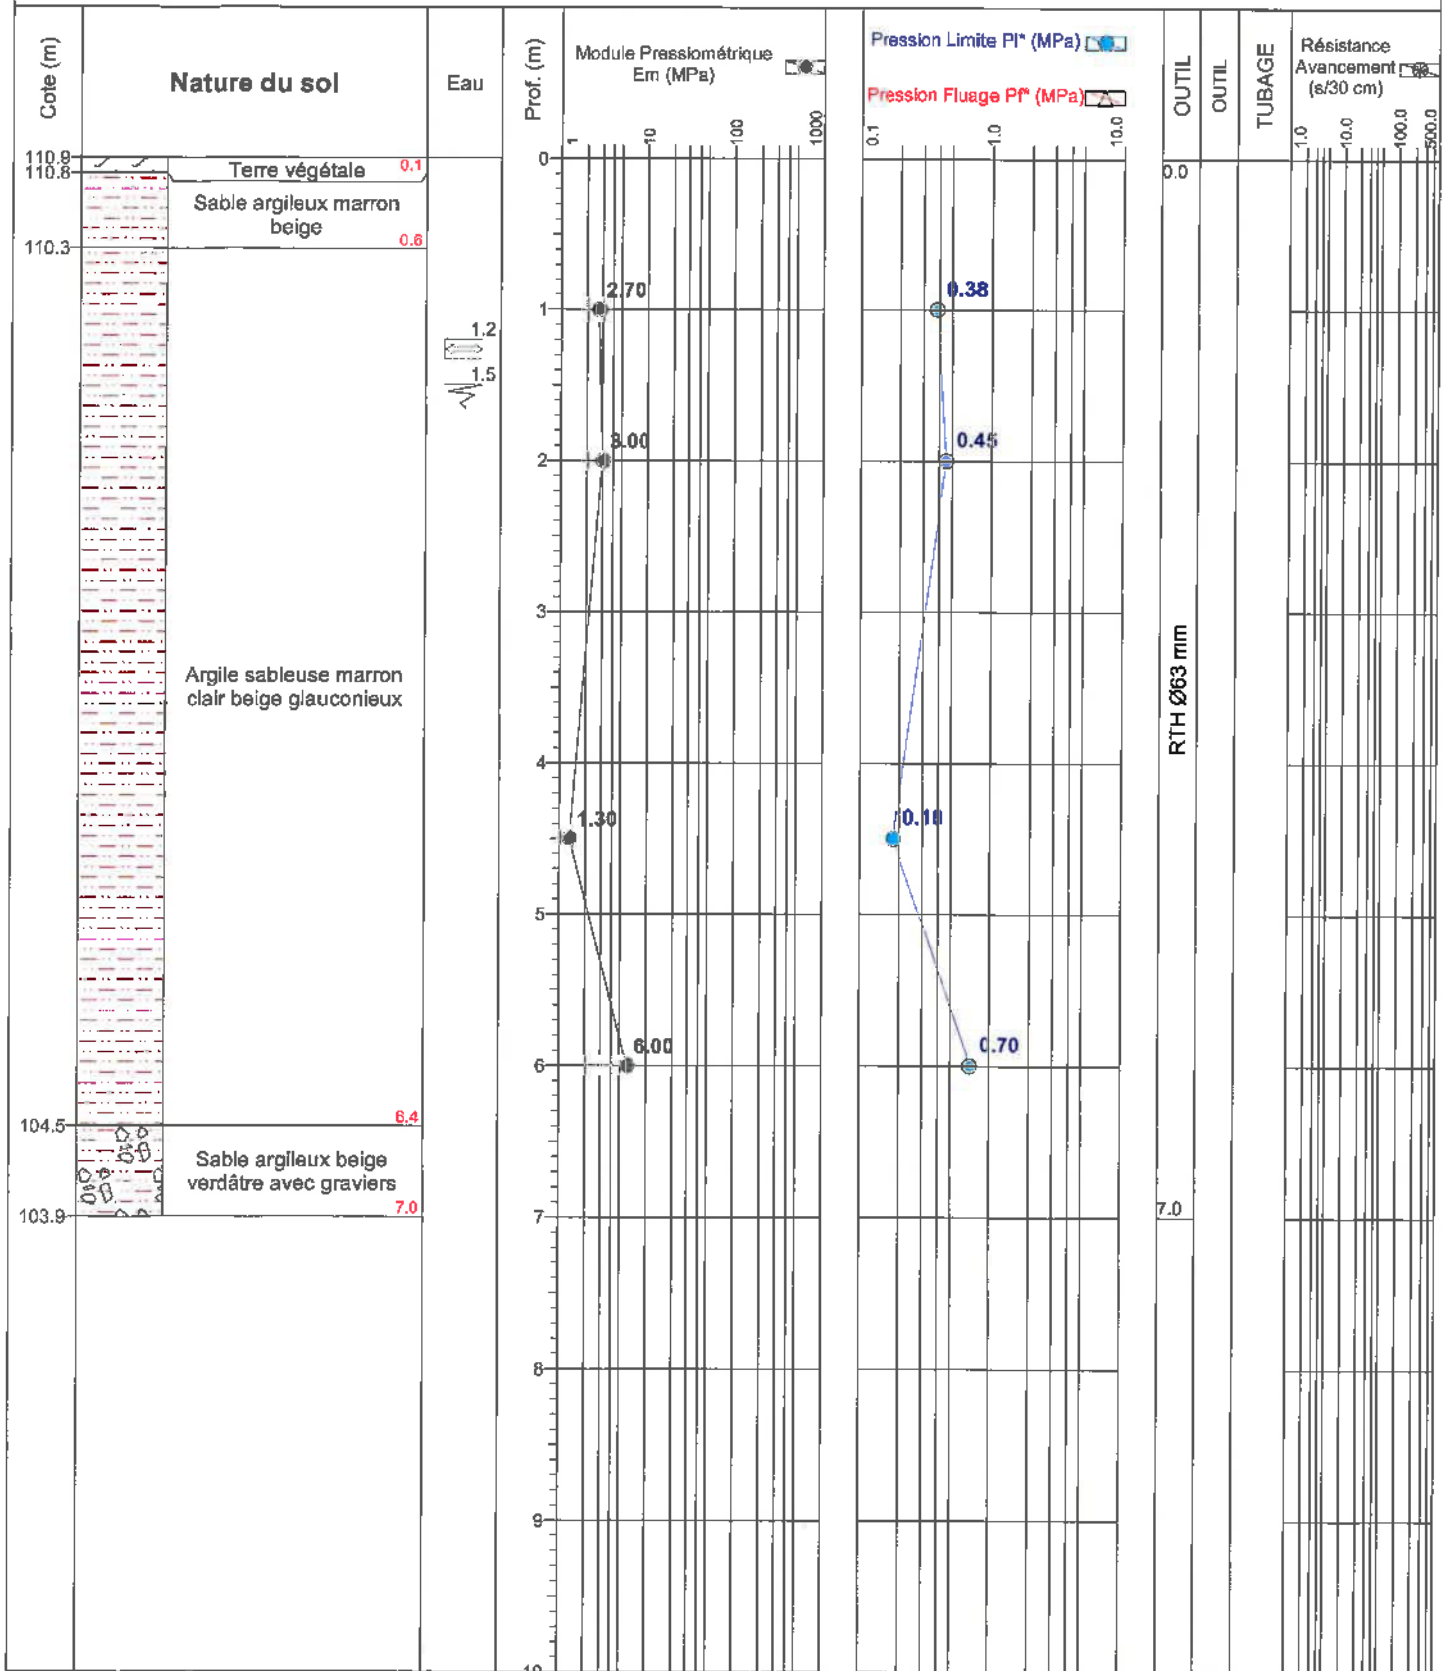 Cote (m)
Nature du sol
Eau
Prof. (m)
Module Pressiométrique
Em (MPa)
1
10
100
1000
Pression Limite Pl* (MPa)
Pression Fluage Pf* (MPa)
0.1
1.0
10.0
OUTIL
OUTIL
TUBAGE
Résistance
Avancement
(s/30 cm)
1.0
10.0
100.0
500.0
110.8
110.8
Terre végétale
0.1
0
0.0
Sable argileux marron
beige
110.3
0.6
2.70
0.38
1
1.2
1.5
3.00
0.45
2
3
RTH Ø63 mm
Argile sableuse marron
clair beige glauconieux
4
1.30
0.18
5
6.00
0.70
6
104.5
6.4
Sable argileux beige
verdâtre avec graviers
103.9
7.0
7
7.0
8
9
10